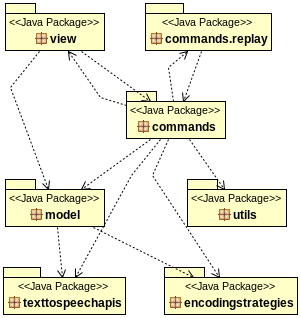 <<Java Package>>
view
<<Java Package>>
commands.replay
<<Java Package>>
commands
<<Java Package>>
model
<<Java Package>>
utils
<<Java Package>>
texttospeechapis
<<Java Package>>
encodingstrategies